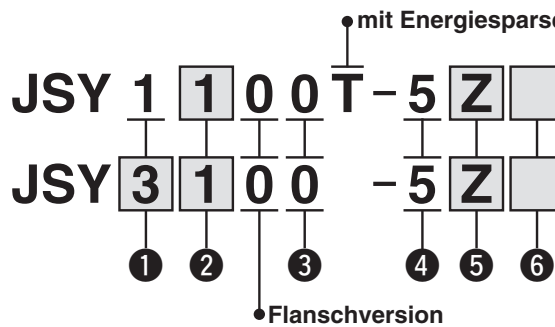 mit Energiespars
JSY 1 1 0 0 T - 5 Z
JSY 3 1 0 0 - 5 Z
1 2 3 4 5 6
Flanschversion